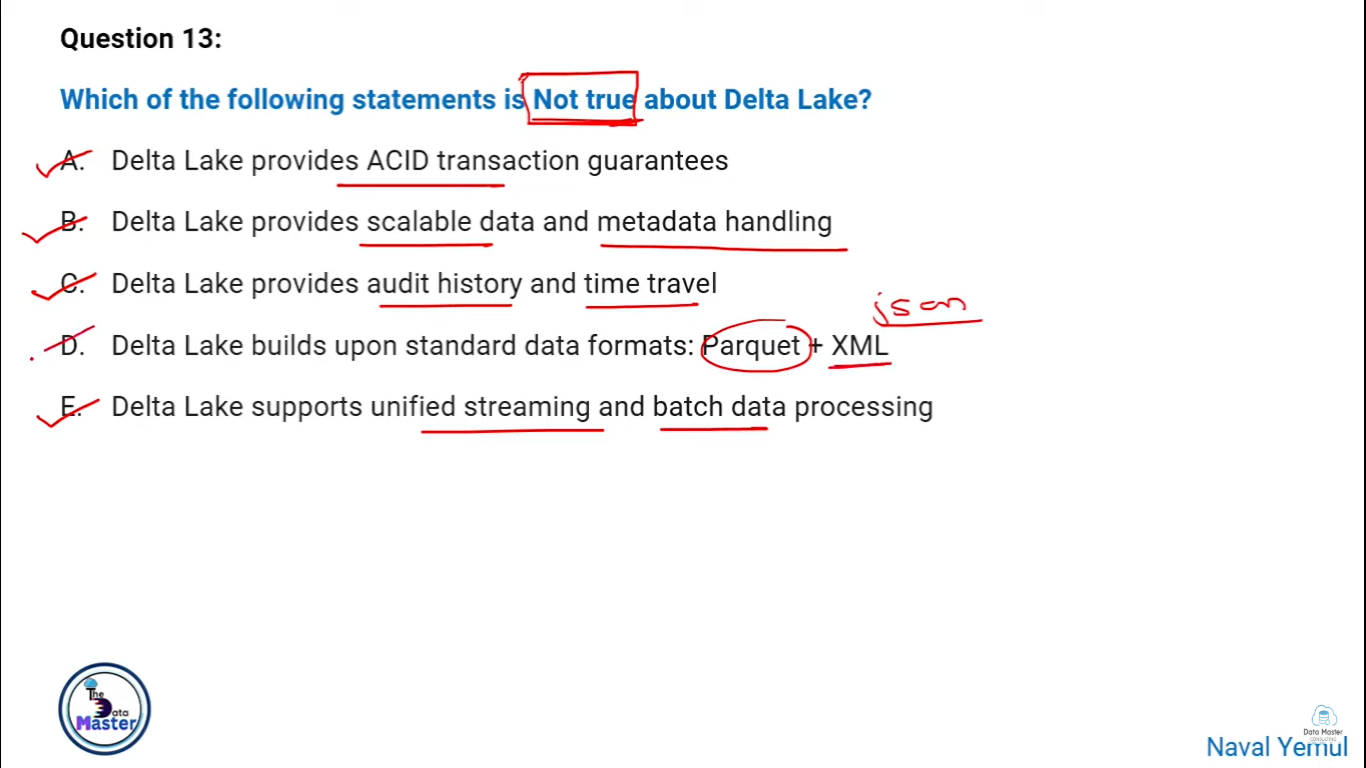 Question 13:
Which of the following statements is Not true about Delta Lake?
A. Delta Lake provides ACID transaction guarantees
B. Delta Lake provides scalable data and metadata handling
C. Delta Lake provides audit history and time travel
json
D. Delta Lake builds upon standard data formats: Parquet + XML
E. Delta Lake supports unified streaming and batch data processing
The
Data
Master
Data Master
CONSULTING
Naval Yemul